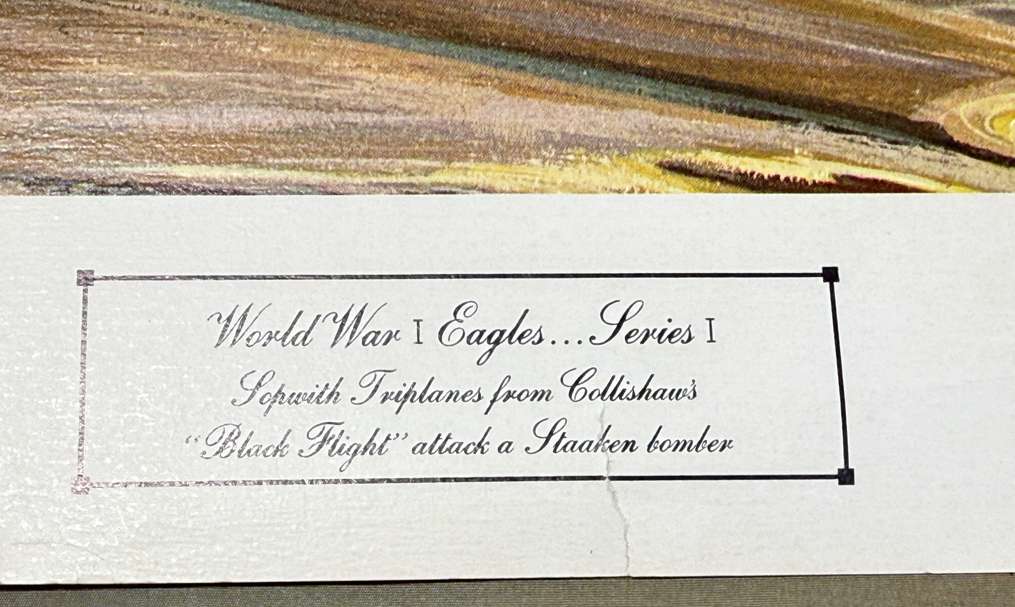 World War I Eagles...Series I
Sopwith Triplanes from Collishaw's
"Black Flight" attack a Staaken bomber